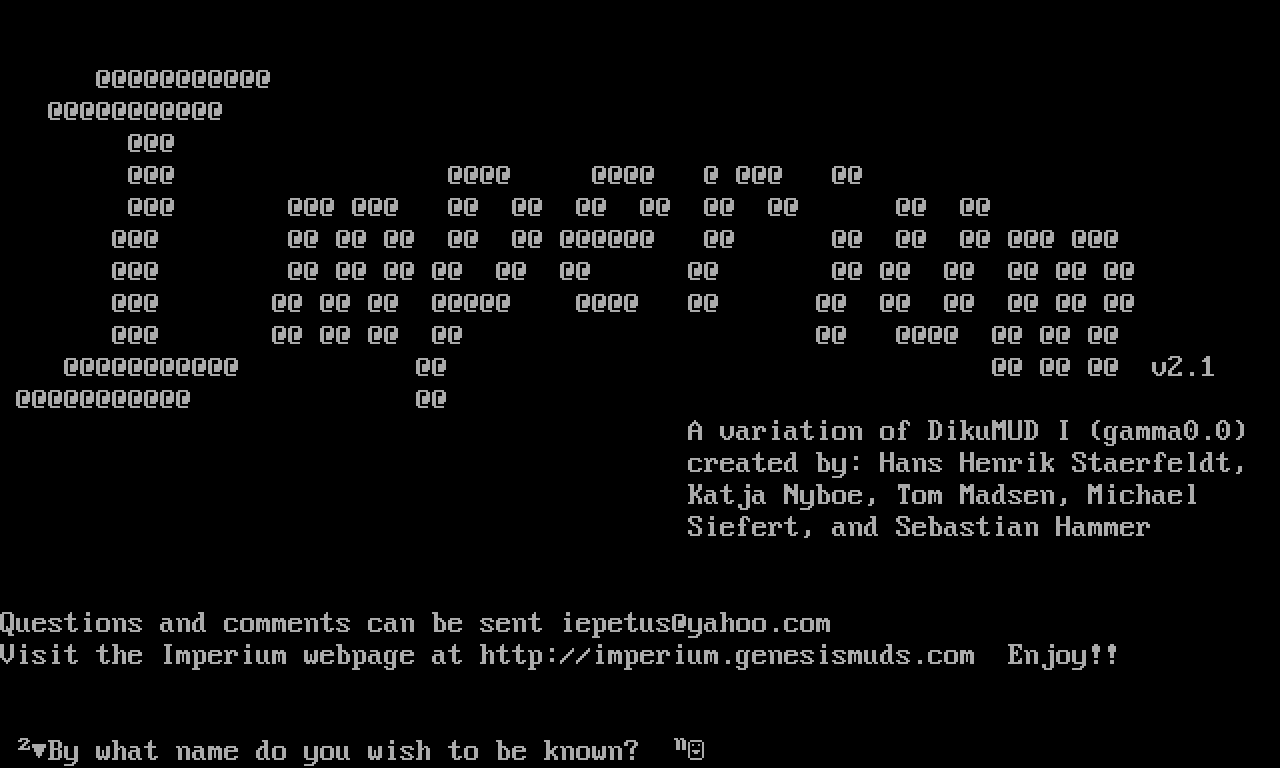 Imperium
v2.1
A variation of DikuMUD I (gamma0.0)
created by: Hans Henrik Staerfeldt,
Katja Nyboe, Tom Madsen, Michael
Siefert, and Sebastian Hammer
Questions and comments can be sent iepetus@yahoo.com
Visit the Imperium webpage at http://imperium.genesismuds.com  Enjoy!!
²▼By what name do you wish to be known?  ⁿ☺